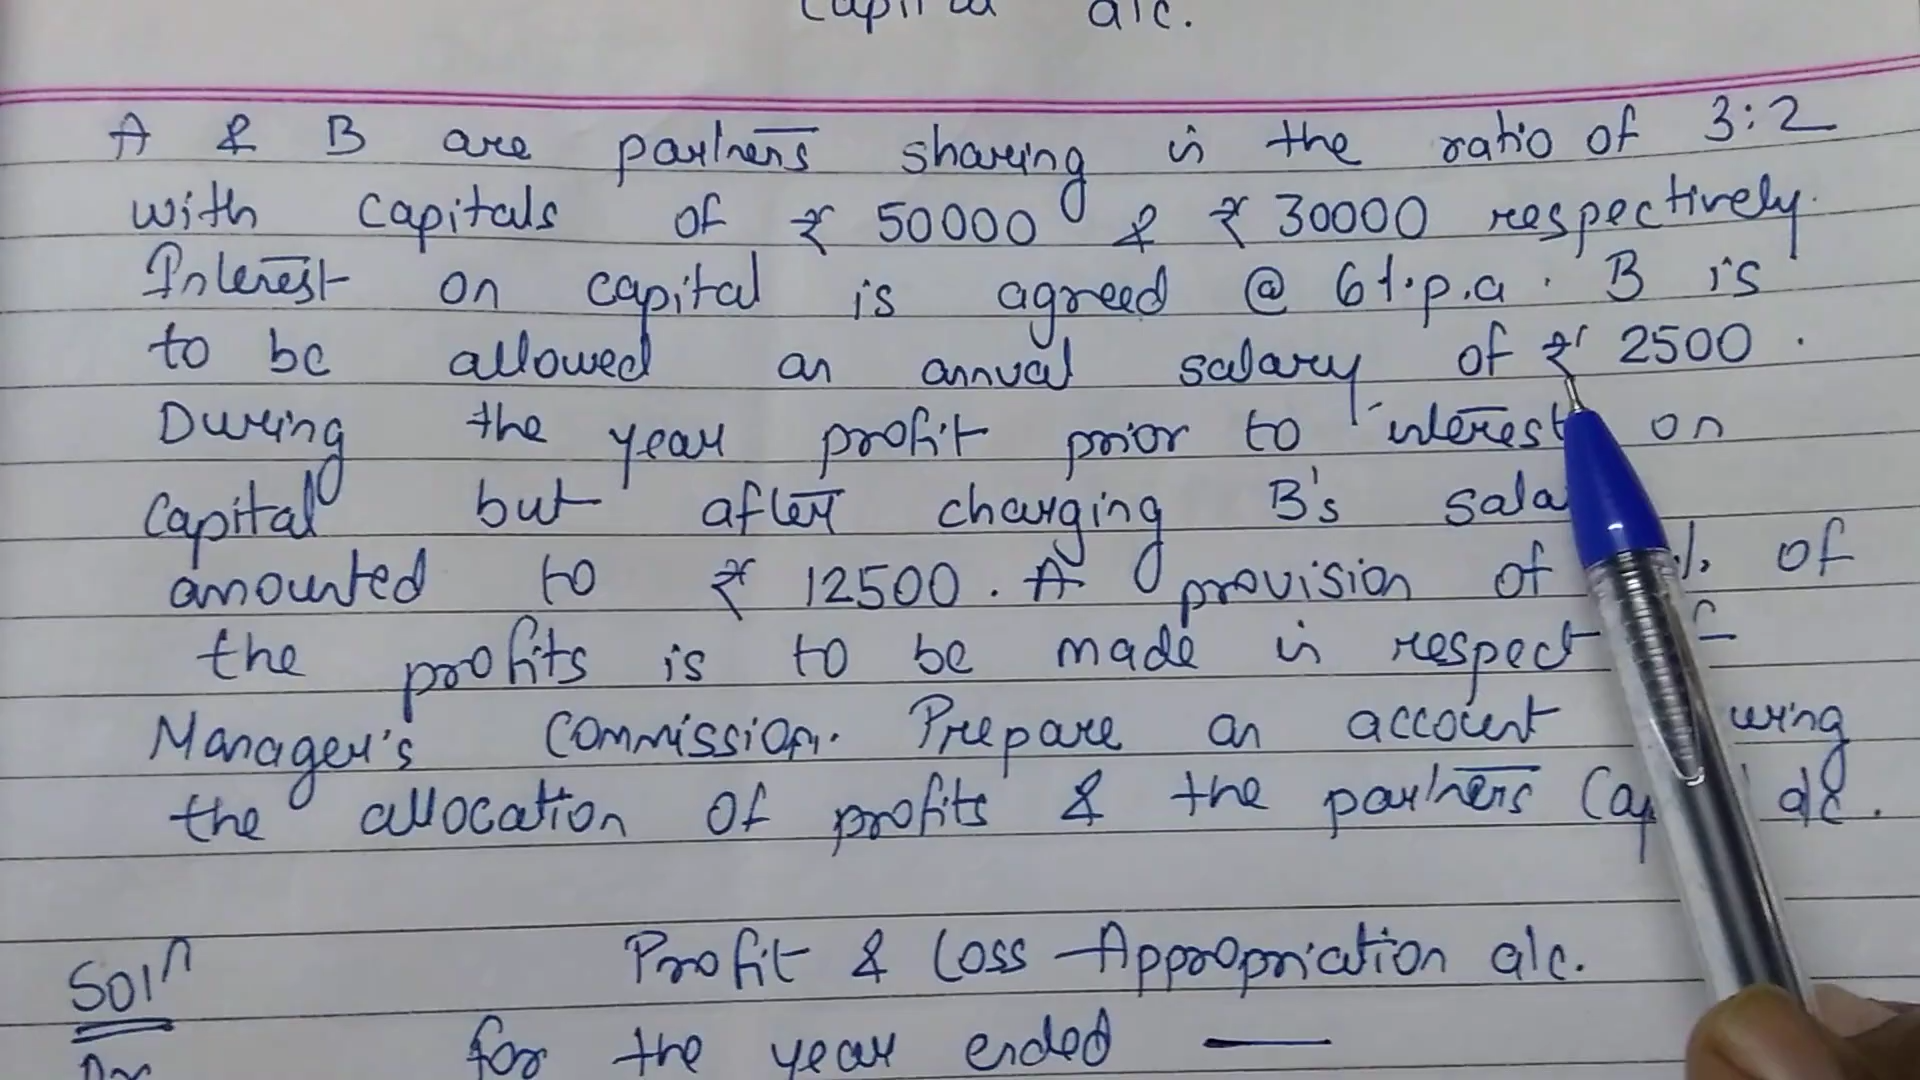 Capital a/c.
A & B are partners sharing in the ratio of 3:2
with capitals of ₹ 50000 & ₹ 30000 respectively.
Interest on capital is agreed @ 6%.p.a. B is
to be allowed an annual salary of ₹ 2500.
During the year profit prior to interest on
Capital but after charging B's
amounted to ₹ 12500. A provision of % of
the profits is to be made in respect
Manager's Commission. Prepare an account
the allocation of profits & the partners a/c.
Soln Profit & Loss Appropriation a/c.
for the year ended —
Dr